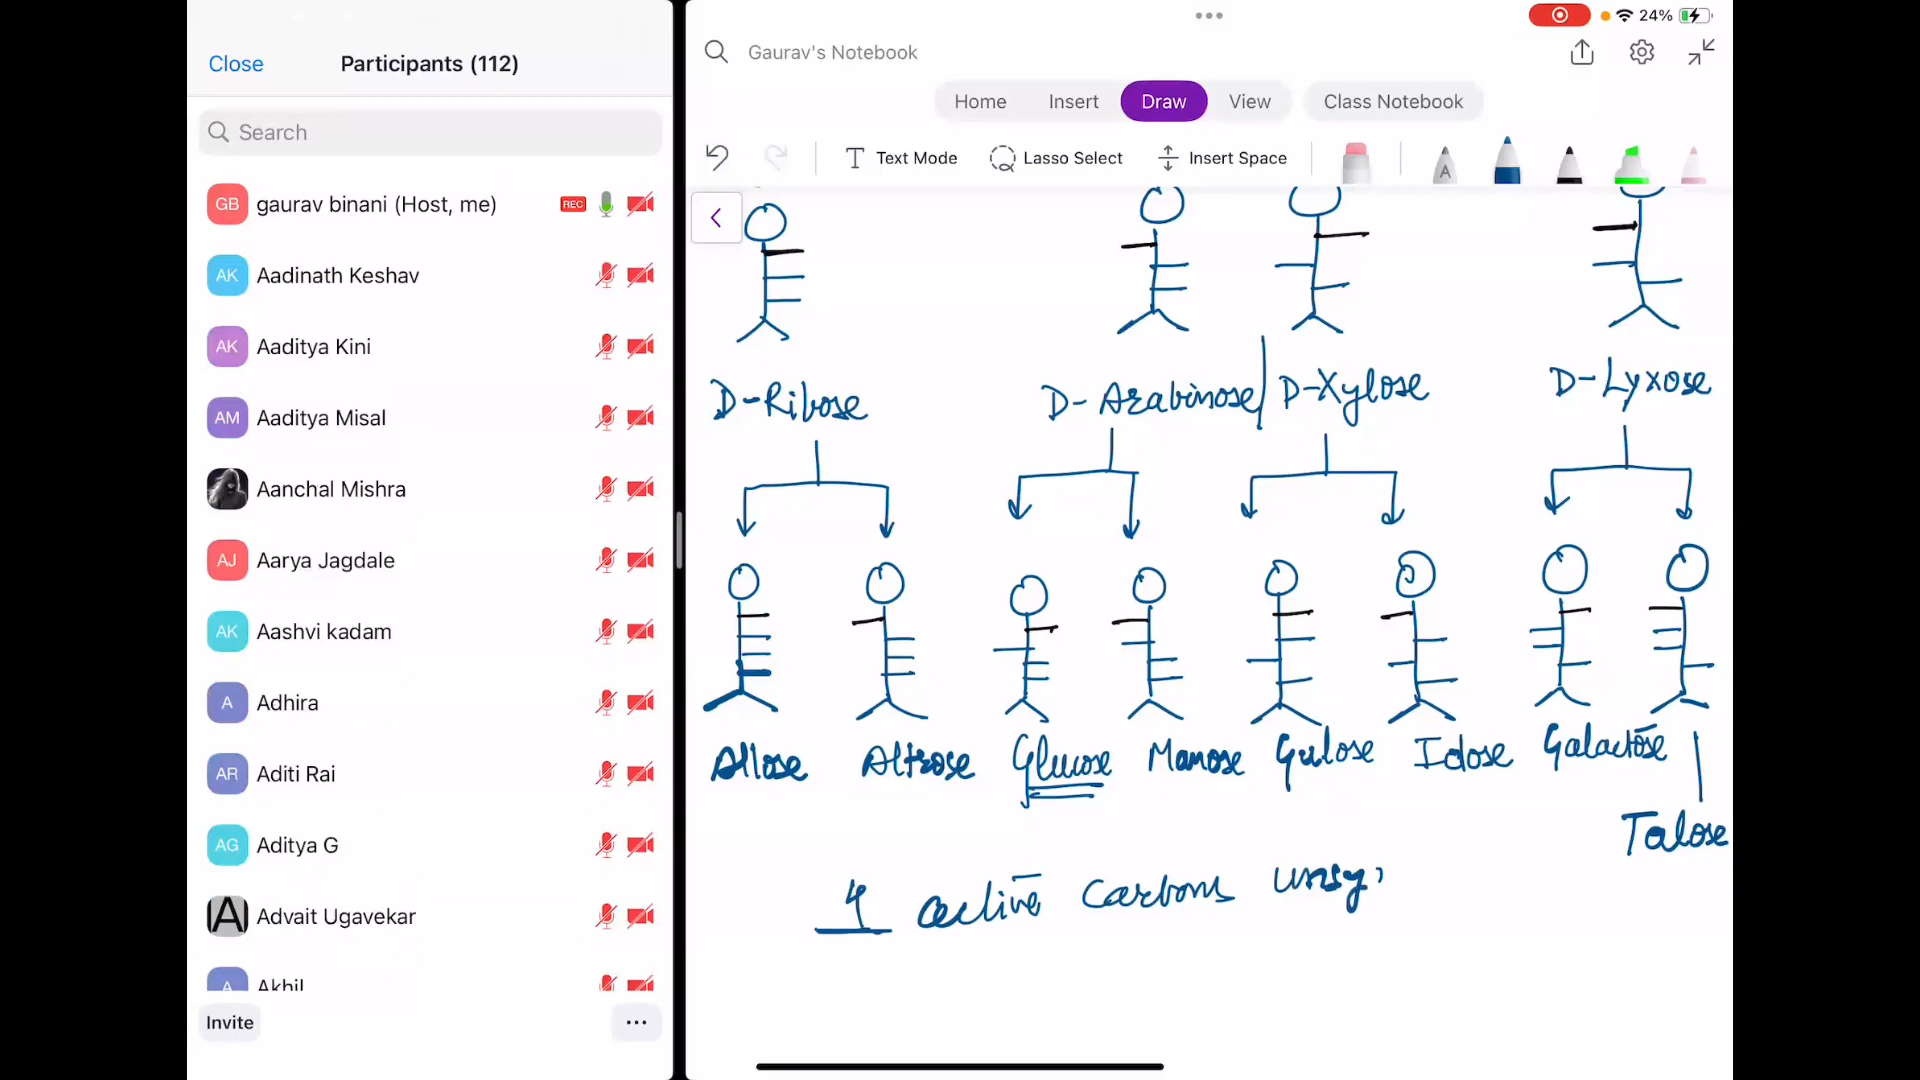 Close
Participants (112)
Search
GB gaurav binani (Host, me) REC
AK Aadinath Keshav
AK Aaditya Kini
AM Aaditya Misal
Aanchal Mishra
AJ Aarya Jagdale
AK Aashvi kadam
A Adhira
AR Aditi Rai
AG Aditya G
A Advait Ugavekar
A Akhil
Invite
24%
Gaurav's Notebook
Home Insert Draw View Class Notebook
Text Mode Lasso Select Insert Space A
D-Ribose D-Arabinose D-Xylose D-Lyxose
Allose Altrose Glucose Manose Gulose Idose Galactose
Talose
4 active carbons unsy